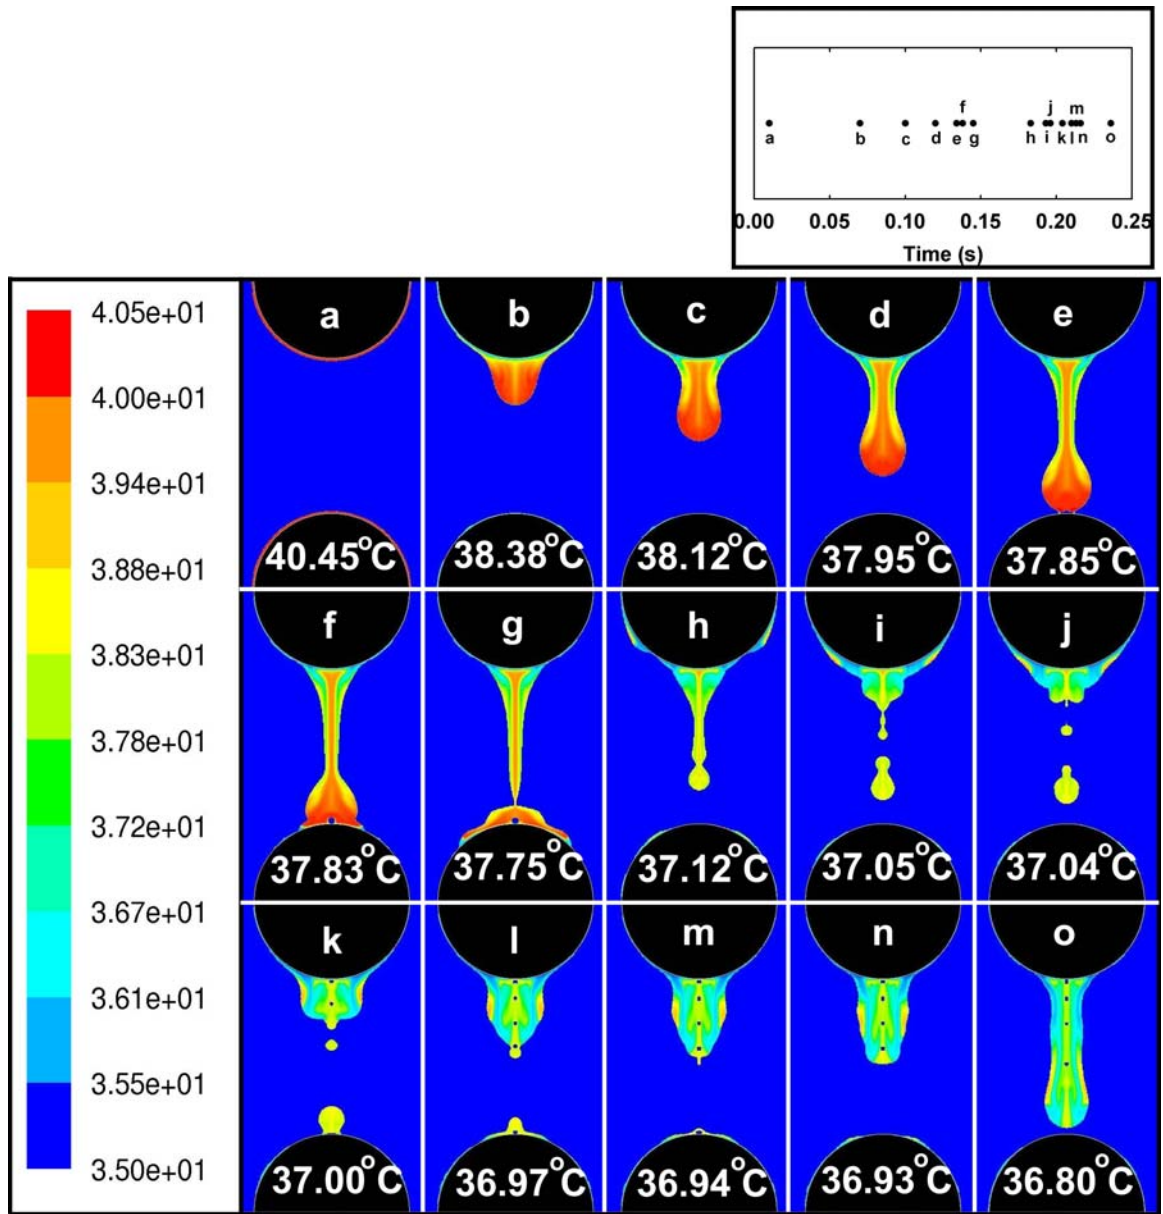 f j m
a b c d e g h i k l n o
0.00 0.05 0.10 0.15 0.20 0.25
Time (s)
4.05e+01
4.00e+01
3.94e+01
3.88e+01
3.83e+01
3.78e+01
3.72e+01
3.67e+01
3.61e+01
3.55e+01
3.50e+01
a b c d e
40.45°C 38.38°C 38.12°C 37.95°C 37.85°C
f g h i j
37.83°C 37.75°C 37.12°C 37.05°C 37.04°C
k l m n o
37.00°C 36.97°C 36.94°C 36.93°C 36.80°C